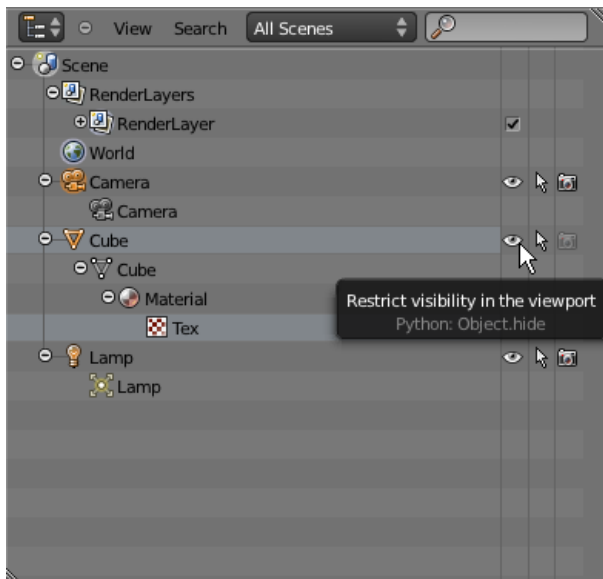 View Search All Scenes
Scene
RenderLayers
RenderLayer
World
Camera
Camera
Cube
Cube
Material
Restrict visibility in the viewport
Python: Object.hide
Tex
Lamp
Lamp